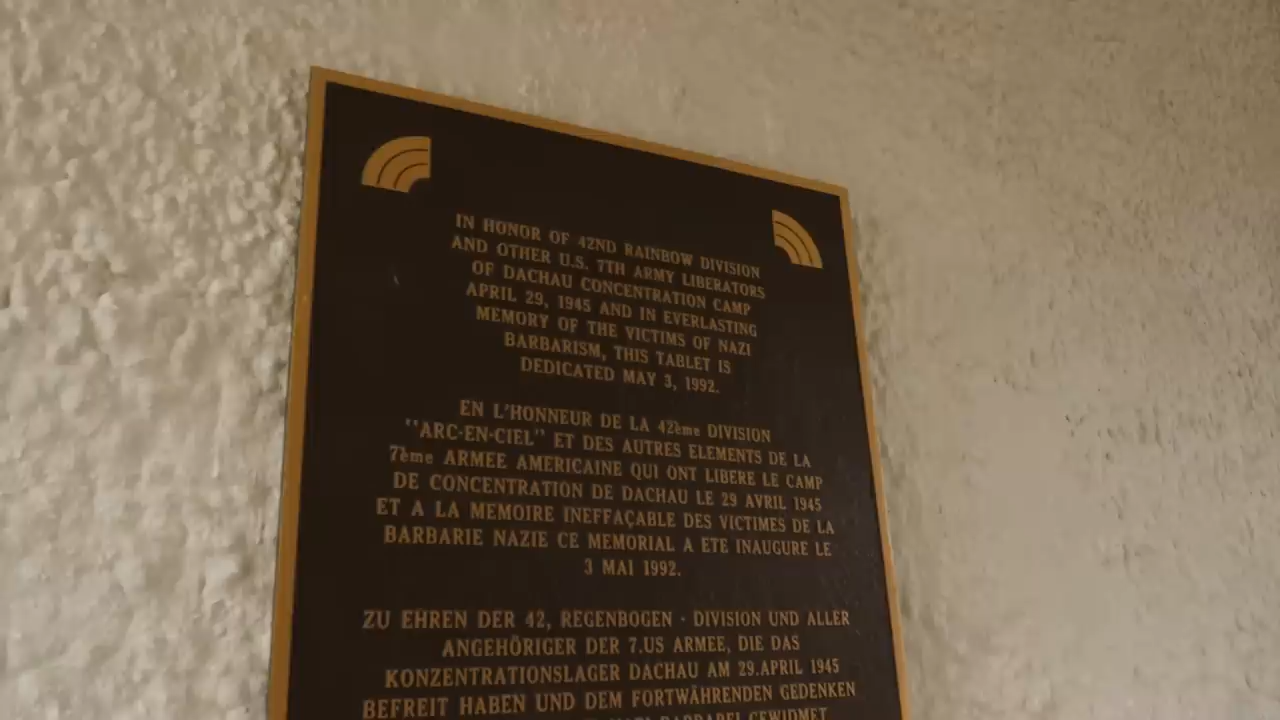 IN HONOR OF 42ND RAINBOW DIVISION
AND OTHER U.S. 7TH ARMY LIBERATORS
OF DACHAU CONCENTRATION CAMP
APRIL 29, 1945 AND IN EVERLASTING
MEMORY OF THE VICTIMS OF NAZI
BARBARISM, THIS TABLET IS
DEDICATED MAY 3, 1992.
EN L'HONNEUR DE LA 42ème DIVISION
"ARC-EN-CIEL" ET DES AUTRES ELEMENTS DE LA
7ème ARMEE AMERICAINE QUI ONT LIBERE LE CAMP
DE CONCENTRATION DE DACHAU LE 29 AVRIL 1945
ET A LA MEMOIRE INEFFAÇABLE DES VICTIMES DE LA
BARBARIE NAZIE CE MEMORIAL A ETE INAUGURE LE
3 MAI 1992.
ZU EHREN DER 42, REGENBOGEN - DIVISION UND ALLER
ANGEHÖRIGER DER 7.US ARMEE, DIE DAS
KONZENTRATIONSLAGER DACHAU AM 29.APRIL 1945
BEFREIT HABEN UND DEM FORTWÄHRENDEN GEDENKEN
NAZI BARBAREI GEWIDMET